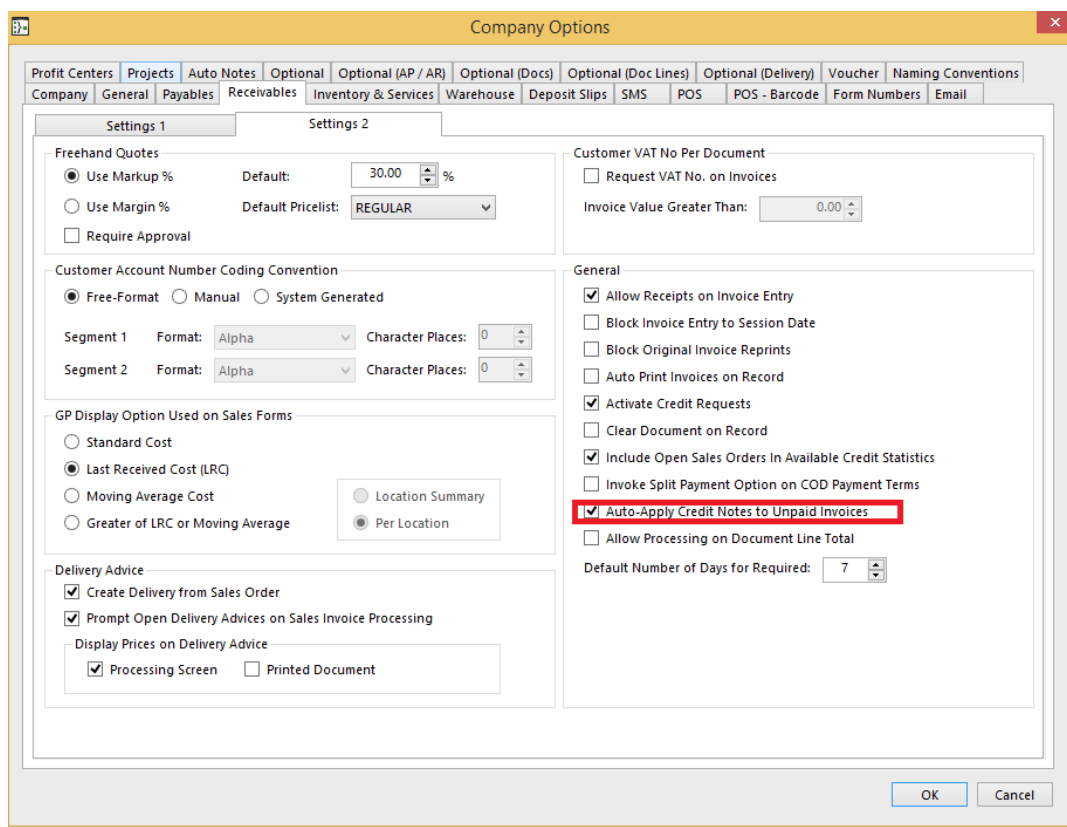 Company Options
Profit Centers Projects Auto Notes Optional Optional (AP / AR) Optional (Docs) Optional (Doc Lines) Optional (Delivery) Voucher Naming Conventions
Company General Payables Receivables Inventory & Services Warehouse Deposit Slips SMS POS POS - Barcode Form Numbers Email
Settings 1 Settings 2
Freehand Quotes
Use Markup % Default: 30.00 %
Use Margin % Default Pricelist: REGULAR
Require Approval
Customer Account Number Coding Convention
Free-Format Manual System Generated
Segment 1 Format: Alpha Character Places: 0
Segment 2 Format: Alpha Character Places: 0
GP Display Option Used on Sales Forms
Standard Cost
Last Received Cost (LRC)
Moving Average Cost
Greater of LRC or Moving Average
Location Summary
Per Location
Delivery Advice
Create Delivery from Sales Order
Prompt Open Delivery Advices on Sales Invoice Processing
Display Prices on Delivery Advice
Processing Screen Printed Document
Customer VAT No Per Document
Request VAT No. on Invoices
Invoice Value Greater Than: 0.00
General
Allow Receipts on Invoice Entry
Block Invoice Entry to Session Date
Block Original Invoice Reprints
Auto Print Invoices on Record
Activate Credit Requests
Clear Document on Record
Include Open Sales Orders In Available Credit Statistics
Invoke Split Payment Option on COD Payment Terms
Auto-Apply Credit Notes to Unpaid Invoices
Allow Processing on Document Line Total
Default Number of Days for Required: 7
OK Cancel